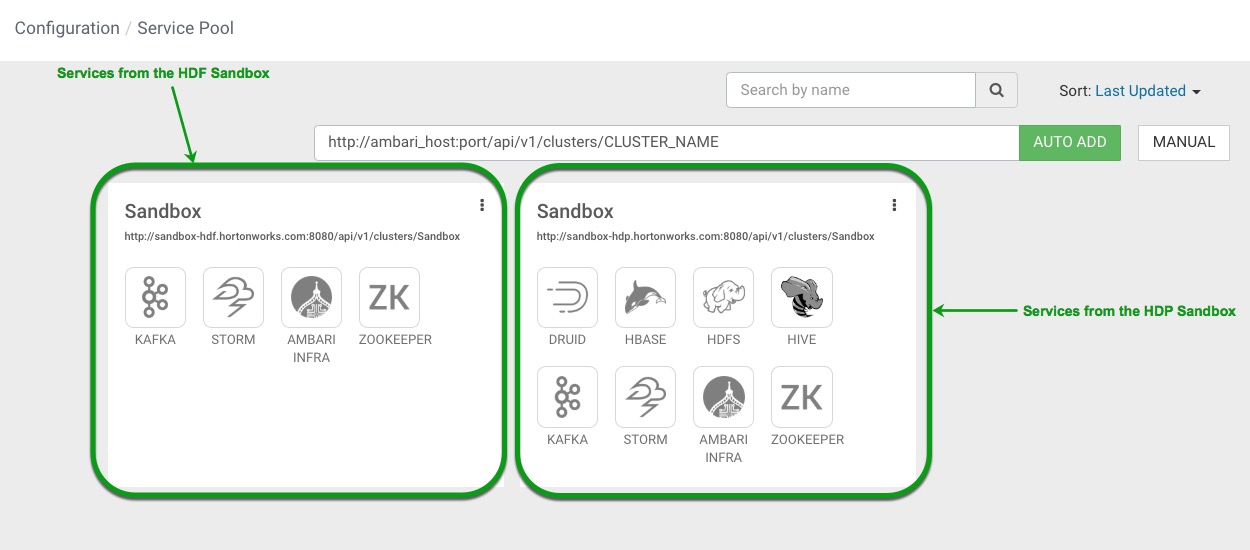 Configuration / Service Pool
Services from the HDF Sandbox
Search by name
Sort: Last Updated
http://ambari_host:port/api/v1/clusters/CLUSTER_NAME
AUTO ADD
MANUAL
Sandbox
http://sandbox-hdf.hortonworks.com:8080/api/v1/clusters/Sandbox
ZK
KAFKA
STORM
AMBARI
INFRA
ZOOKEEPER
Sandbox
http://sandbox-hdp.hortonworks.com:8080/api/v1/clusters/Sandbox
DRUID
HBASE
HDFS
HIVE
ZK
KAFKA
STORM
AMBARI
INFRA
ZOOKEEPER
Services from the HDP Sandbox